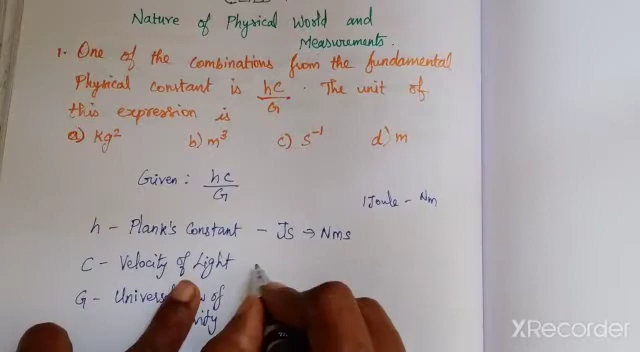 Nature of Physical World and
Measurements.
1. One of the combinations from the fundamental
Physical constant is hc/G. The unit of
this expression is
a) Kg²
b) m³
c) S⁻¹
d) m
Given: hc/G
1 Joule - Nm
h - Plank's Constant - Js → Nms
C - Velocity of Light
G - of
XRecorder